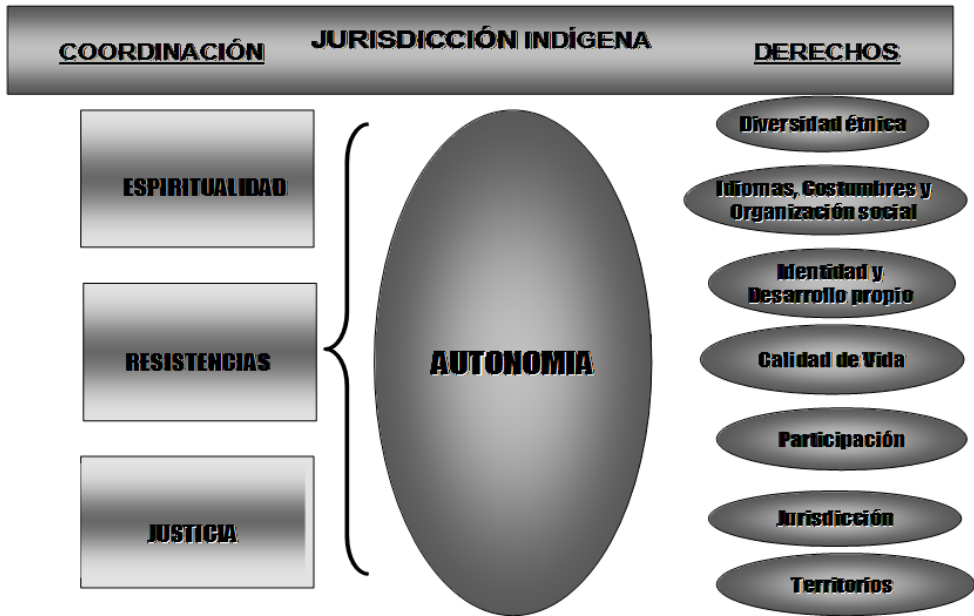 JURISDICCIÓN INDÍGENA
COORDINACIÓN
DERECHOS
ESPIRITUALIDAD
RESISTENCIAS
JUSTICIA
AUTONOMIA
Diversidad étnica
Idiomas, Costumbres y
Organización social
Identidad y
Desarrollo propio
Calidad de Vida
Participación
Jurisdicción
Territorios